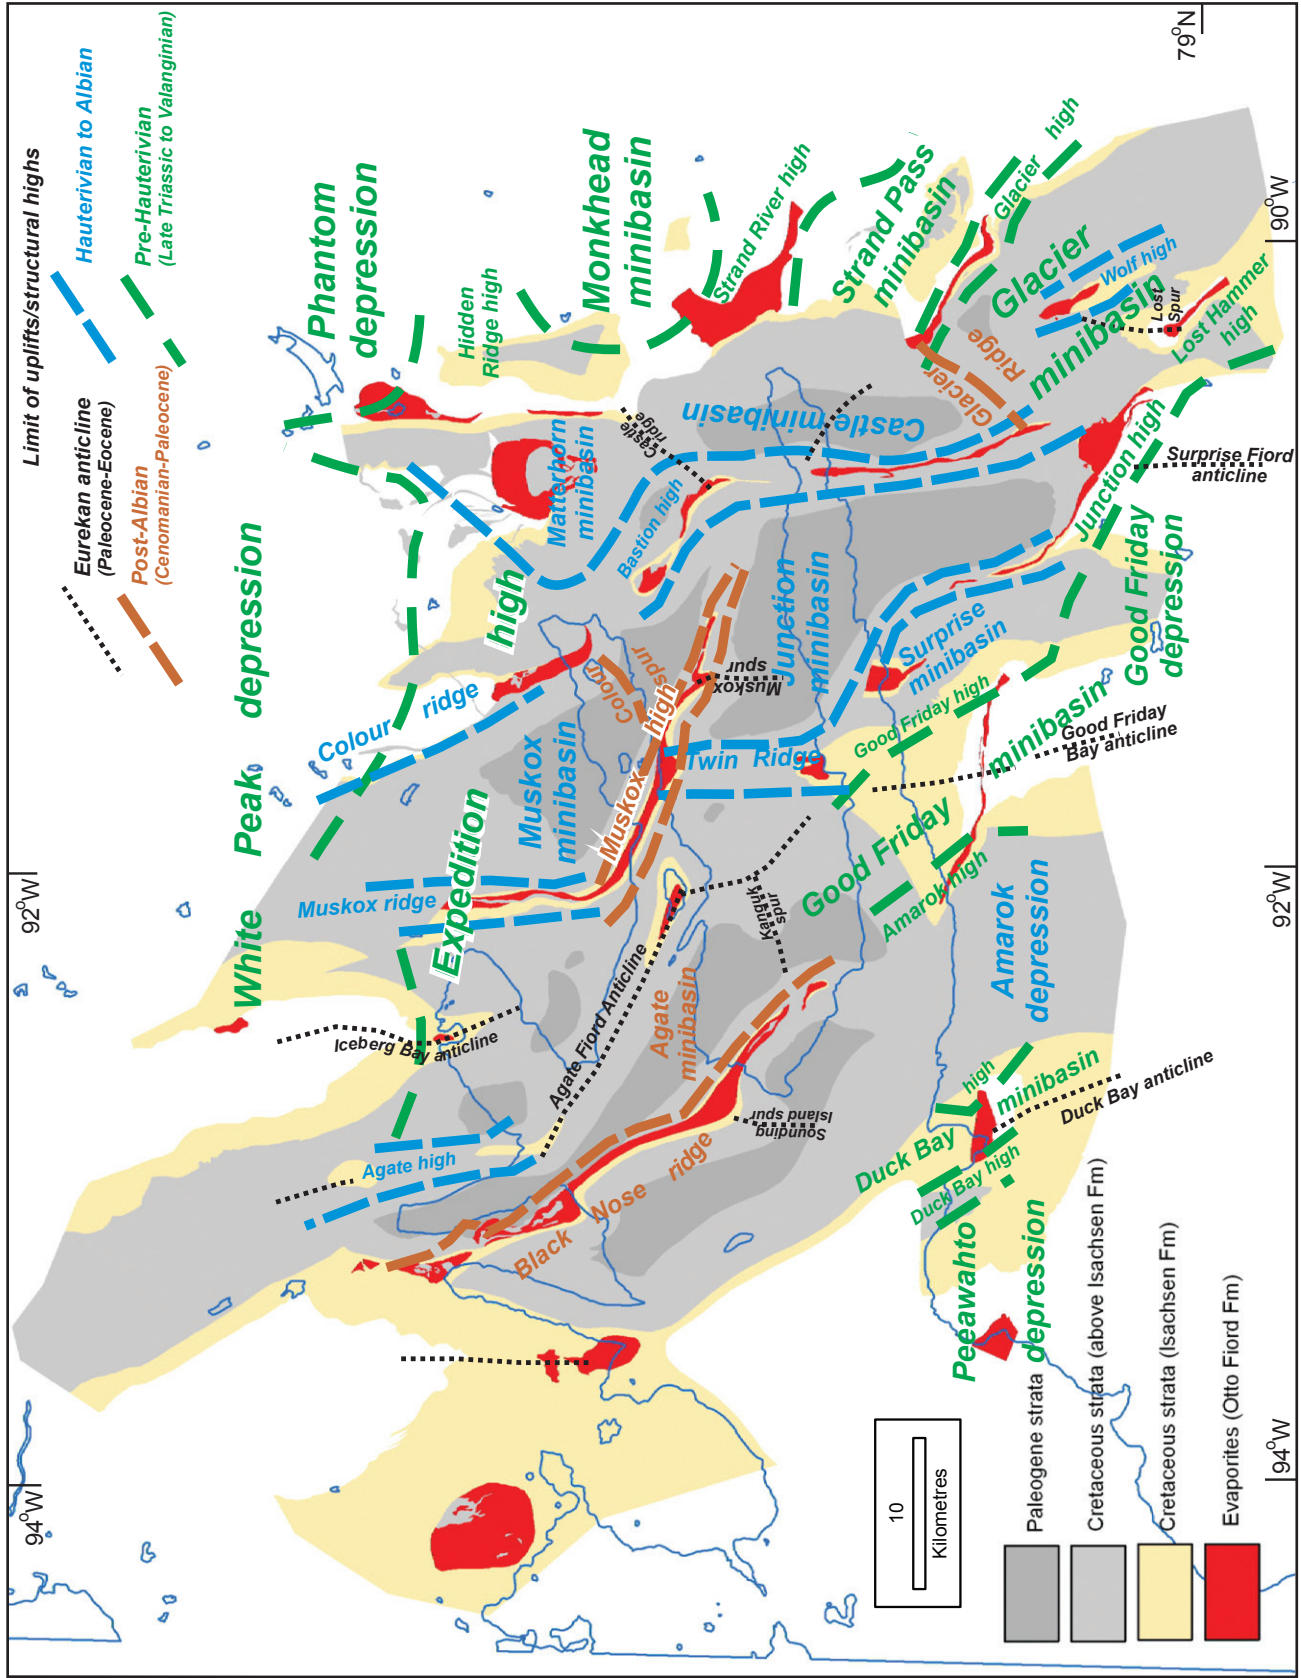 Limit of uplifts/structural highs
Eurekan anticline
(Paleocene-Eocene)
Hauterivian to Albian
Post-Albian
(Cenomanian-Paleocene)
Pre-Hauterivian
(Late Triassic to Valanginian)
94°W
92°W
79°N
90°W
92°W
94°W
White Peak depression
Phantom
depression
Hidden
Ridge high
Monkhead
minibasin
Strand River high
Strand Pass
minibasin
Glacier high
Glacier
minibasin
Wolf high
Lost
Spur
Lost Hammer
high
Glacier
Ridge
Castle minibasin
Castle
ridge
Matterhorn
minibasin
Bastion high
Expedition high
Colour ridge
Colour
spur
Muskox
minibasin
Muskox high
Muskox
spur
Muskox ridge
Junction
minibasin
Junction high
Surprise Fiord
anticline
Surprise
minibasin
Good Friday
depression
Good Friday high
Good Friday minibasin
Good Friday
Bay anticline
Twin Ridge
Kanguk
spur
Amarok high
Amarok
depression
Iceberg Bay anticline
Agate Fiord Anticline
Agate
minibasin
Agate high
Sounding
Island spur
Black Nose ridge
Duck Bay minibasin
high
Duck Bay high
Duck Bay anticline
Peeawahto
depression
10
Kilometres
Paleogene strata
Cretaceous strata (above Isachsen Fm)
Cretaceous strata (Isachsen Fm)
Evaporites (Otto Fiord Fm)